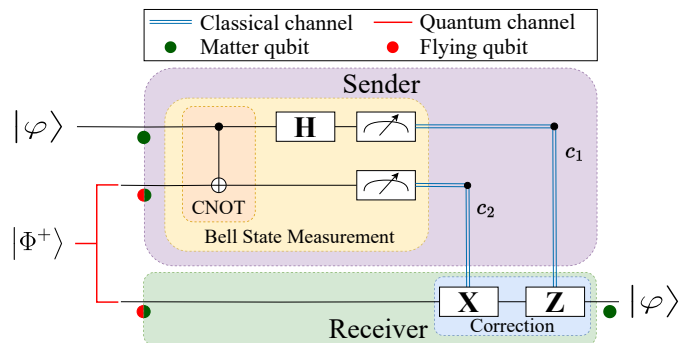 Classical channel Quantum channel
Matter qubit Flying qubit
Sender
|φ⟩
H
c₁
CNOT
c₂
Bell State Measurement
|Φ⁺⟩
X Z |φ⟩
Receiver Correction